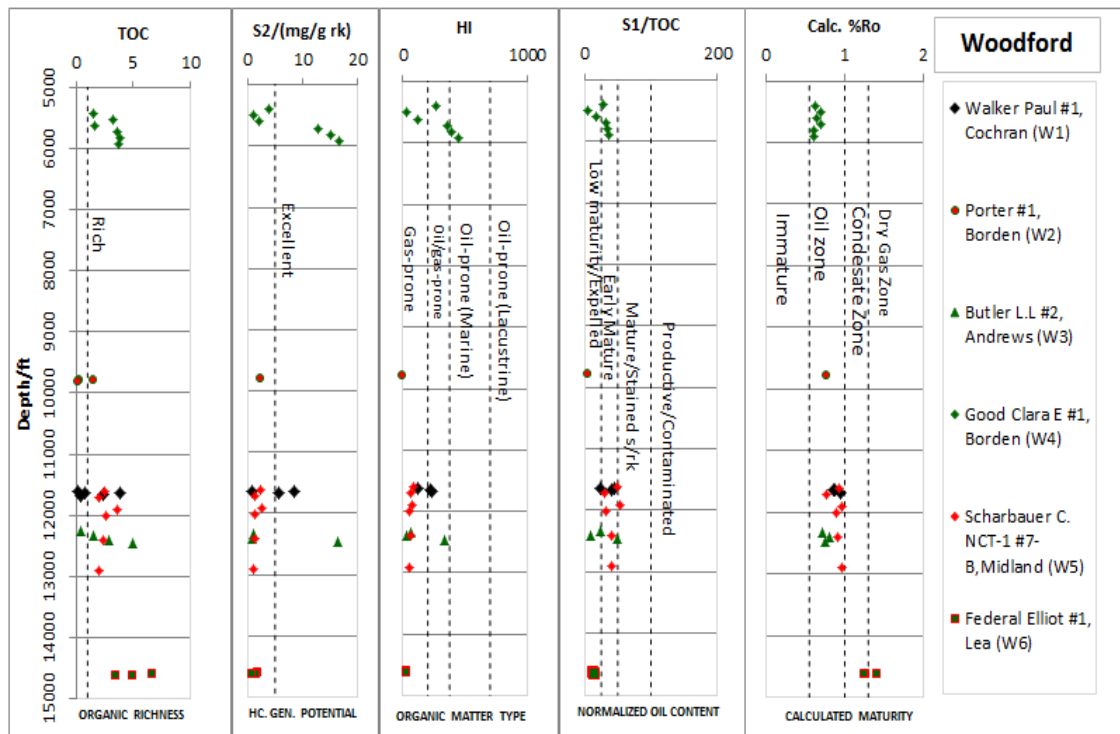 TOC
0 5 10
S2/(mg/g rk)
0 10 20
HI
0 1000
S1/TOC
0 200
Calc. %Ro
0 1 2
Depth/ft
5000
6000
7000
8000
9000
10000
11000
12000
13000
14000
15000
Rich
Excellent
Gas-prone
Oil/gas-prone
Oil-prone (Marine)
Oil-prone (Lacustrine)
Low maturity/Expelled
Early Mature
Mature/Stained s/rk
Productive/Contaminated
Immature
Oil zone
Condesate Zone
Dry Gas Zone
ORGANIC RICHNESS
HC. GEN. POTENTIAL
ORGANIC MATTER TYPE
NORMALIZED OIL CONTENT
CALCULATED MATURITY
Woodford
Walker Paul #1,
Cochran (W1)
Porter #1,
Borden (W2)
Butler L.L #2,
Andrews (W3)
Good Clara E #1,
Borden (W4)
Scharbauer C.
NCT-1 #7-
B,Midland (W5)
Federal Elliot #1,
Lea (W6)